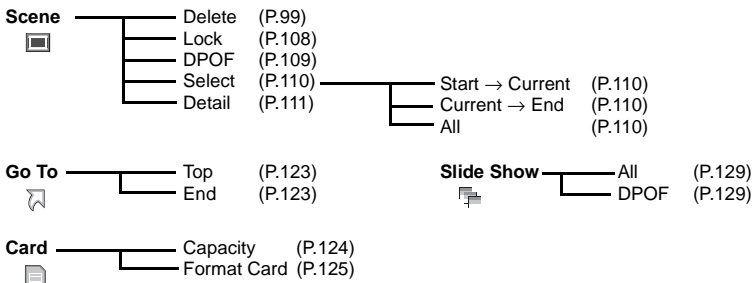 Scene Delete (P.99)
Lock (P.108)
DPOF (P.109)
Select (P.110) Start → Current (P.110)
Detail (P.111) Current → End (P.110)
All (P.110)
Go To Top (P.123) Slide Show All (P.129)
End (P.123) DPOF (P.129)
Card Capacity (P.124)
Format Card (P.125)